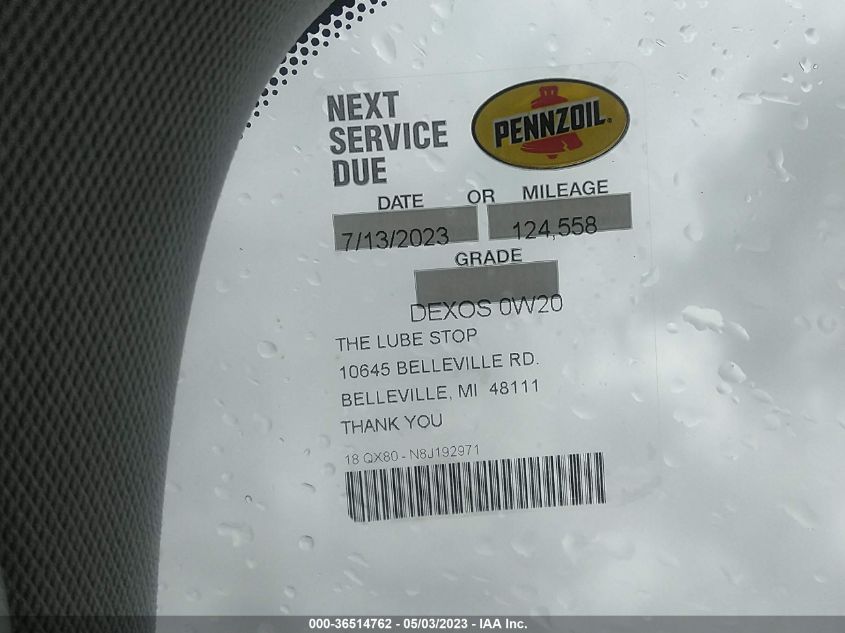 NEXT
SERVICE
DUE
PENNZOIL®
DATE OR MILEAGE
7/13/2023 124,558
GRADE
DEXOS 0W20
THE LUBE STOP
10645 BELLEVILLE RD.
BELLEVILLE, MI 48111
THANK YOU
18 QX80 - N8J192971
000-36514762 - 05/03/2023 - IAA Inc.